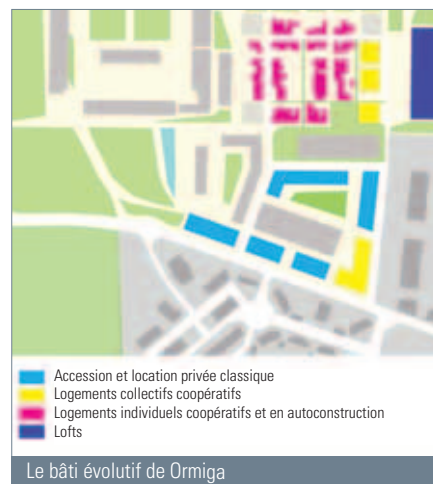 Accession et location privée classique
Logements collectifs coopératifs
Logements individuels coopératifs et en autoconstruction
Lofts
Le bâti évolutif de Ormiga